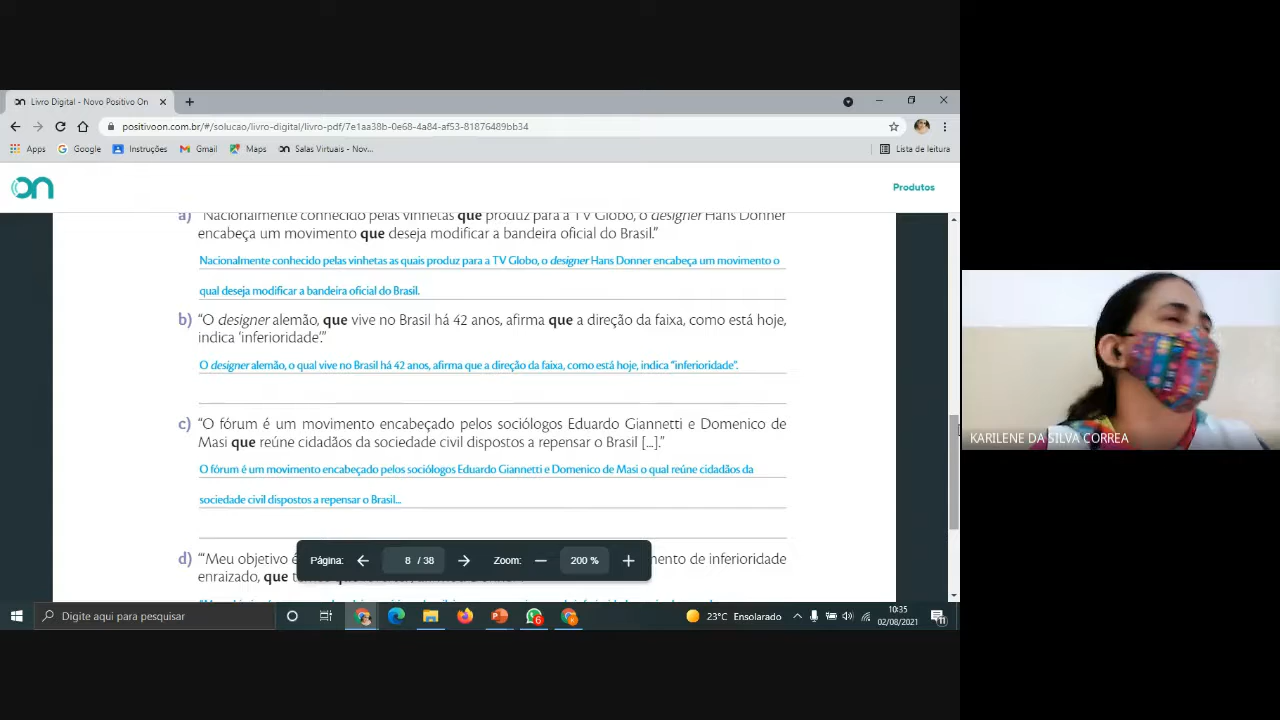 Livro Digital - Novo Positivo On
positivoon.com.br/#/solucao/livro-digital/livro-pdf/7e1aa38b-0e68-4a84-af53-81876489bb34
Apps Google Instruções Gmail Maps Salas Virtuais - Nov... Lista de leitura
on Produtos
a) "Nacionalmente conhecido pelas vinhetas que produz para a TV Globo, o designer Hans Donner
encabeça um movimento que deseja modificar a bandeira oficial do Brasil."
Nacionalmente conhecido pelas vinhetas as quais produz para a TV Globo, o designer Hans Donner encabeça um movimento o
qual deseja modificar a bandeira oficial do Brasil.
b) "O designer alemão, que vive no Brasil há 42 anos, afirma que a direção da faixa, como está hoje,
indica 'inferioridade'."
O designer alemão, o qual vive no Brasil há 42 anos, afirma que a direção da faixa, como está hoje, indica "inferioridade".
c) "O fórum é um movimento encabeçado pelos sociólogos Eduardo Giannetti e Domenico de
Masi que reúne cidadãos da sociedade civil dispostos a repensar o Brasil [...]."
O fórum é um movimento encabeçado pelos sociólogos Eduardo Giannetti e Domenico de Masi o qual reúne cidadãos da
sociedade civil dispostos a repensar o Brasil...
d) "'Meu objetivo é mento de inferioridade
enraizado, que
Página: 8 / 38 Zoom: 200 %
KARILENE DA SILVA CORREA
Digite aqui para pesquisar 6 23°C Ensolarado 10:35
02/08/2021 11